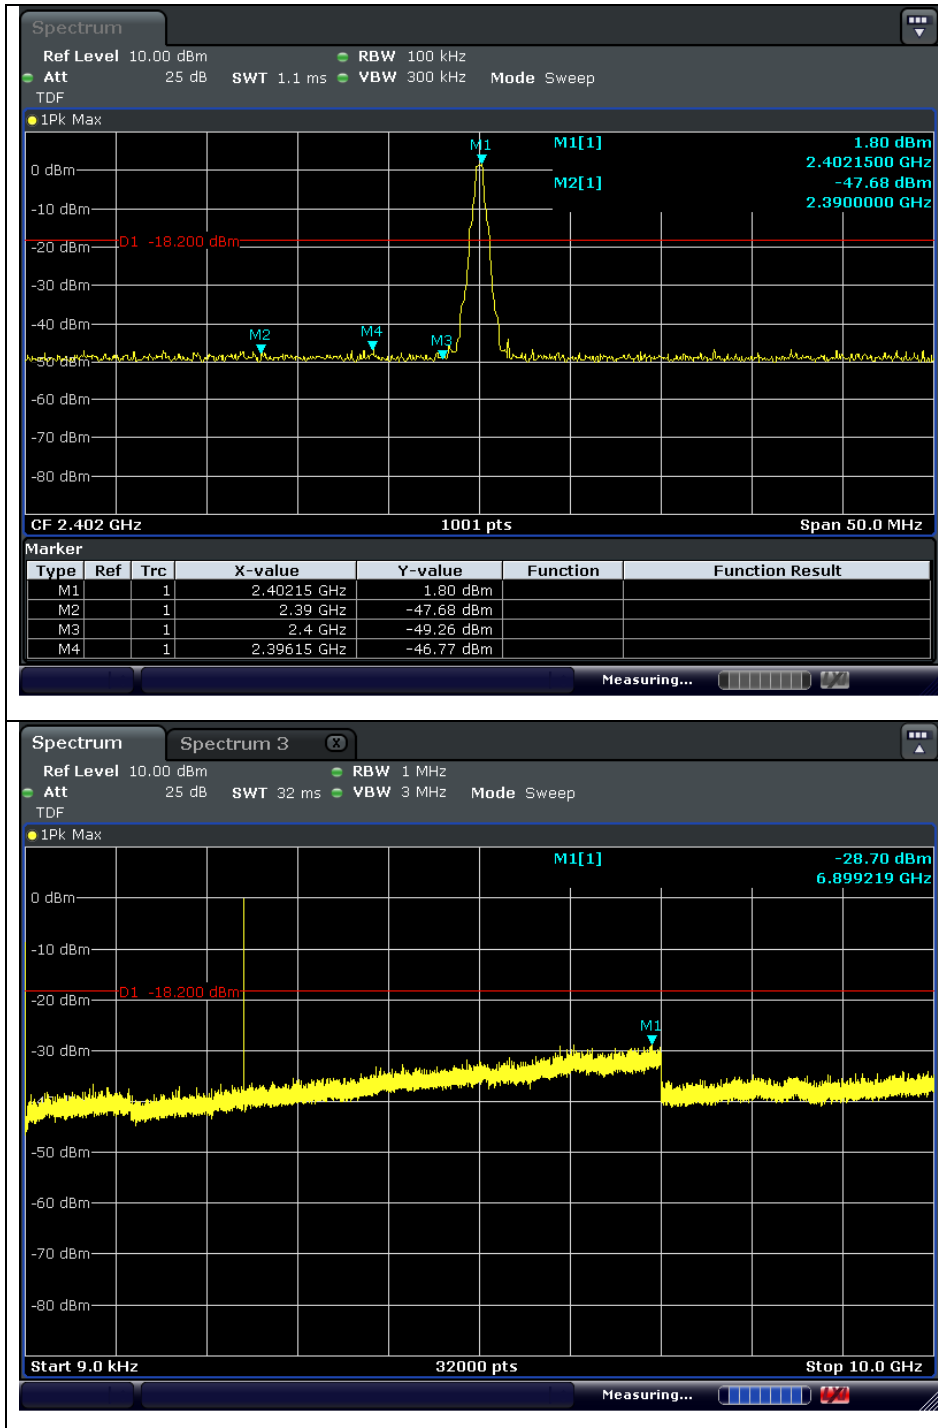 Spectrum
Ref Level 10.00 dBm RBW 100 kHz
Att 25 dB SWT 1.1 ms VBW 300 kHz Mode Sweep
TDF
1Pk Max
M1 M1[1] 1.80 dBm
2.4021500 GHz
0 dBm
M2[1] -47.68 dBm
2.3900000 GHz
-10 dBm
D1 -18.200 dBm
-20 dBm
-30 dBm
-40 dBm
M2 M4 M3
-50 dBm
-60 dBm
-70 dBm
-80 dBm
CF 2.402 GHz 1001 pts Span 50.0 MHz
Marker
Type Ref Trc X-value Y-value Function Function Result
M1 1 2.40215 GHz 1.80 dBm
M2 1 2.39 GHz -47.68 dBm
M3 1 2.4 GHz -49.26 dBm
M4 1 2.39615 GHz -46.77 dBm
Measuring...
Spectrum Spectrum 3 X
Ref Level 10.00 dBm RBW 1 MHz
Att 25 dB SWT 32 ms VBW 3 MHz Mode Sweep
TDF
1Pk Max
M1[1] -28.70 dBm
6.899219 GHz
0 dBm
-10 dBm
D1 -18.200 dBm
-20 dBm
M1
-30 dBm
-50 dBm
-60 dBm
-70 dBm
-80 dBm
Start 9.0 kHz 32000 pts Stop 10.0 GHz
Measuring...